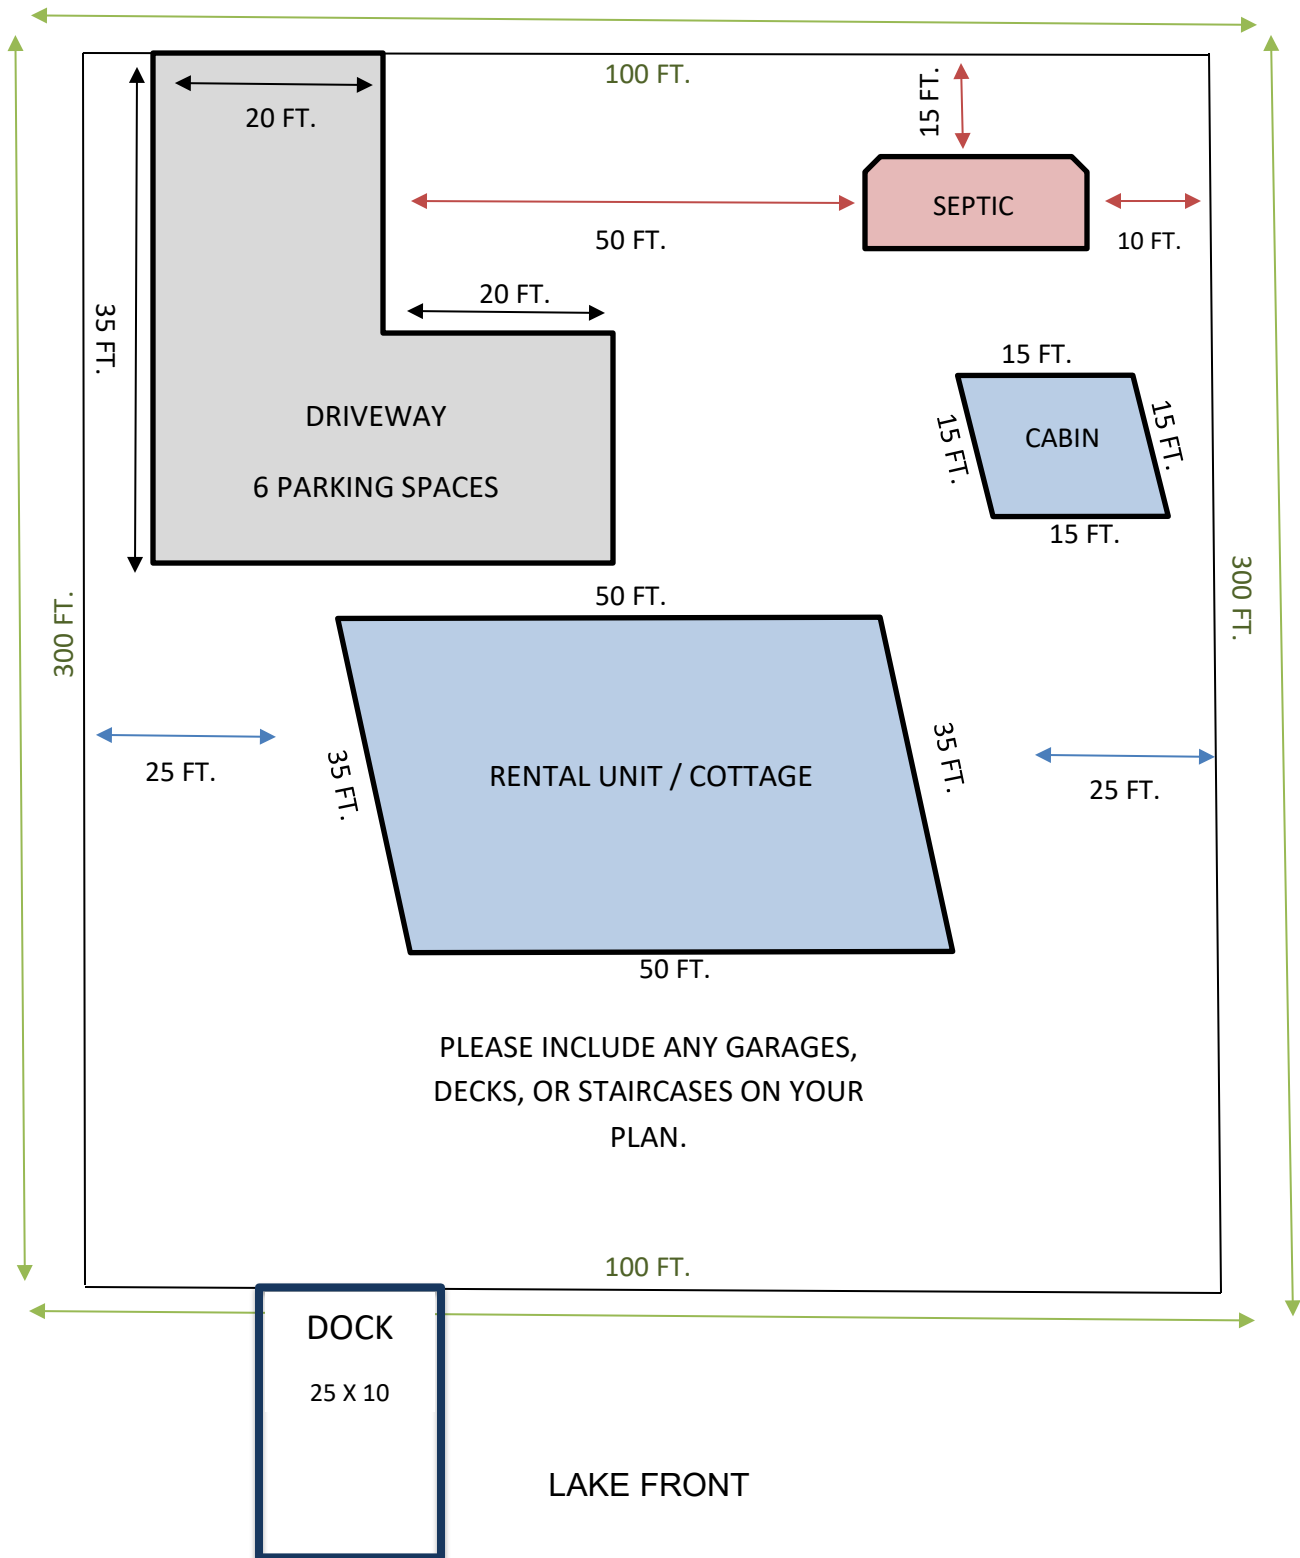 100 FT.
15 FT.
20 FT.
SEPTIC
50 FT.
10 FT.
20 FT.
35 FT.
15 FT.
DRIVEWAY
15 FT.
CABIN
15 FT.
6 PARKING SPACES
15 FT.
50 FT.
300 FT.
300 FT.
25 FT.
35 FT.
RENTAL UNIT / COTTAGE
35 FT.
25 FT.
50 FT.
PLEASE INCLUDE ANY GARAGES,
DECKS, OR STAIRCASES ON YOUR
PLAN.
100 FT.
DOCK
25 X 10
LAKE FRONT